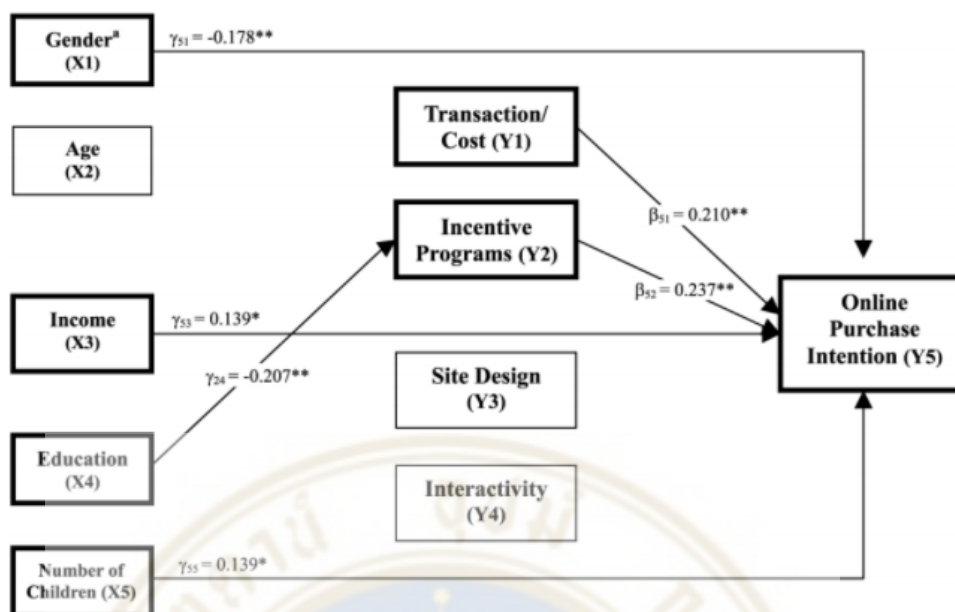 Genderᵃ
(X1)
γ₅₁ = -0.178**
Age
(X2)
Transaction/
Cost (Y1)
β₅₁ = 0.210**
Incentive
Programs (Y2)
β₅₂ = 0.237**
Income
(X3)
γ₅₃ = 0.139*
Online
Purchase
Intention (Y5)
γ₂₄ = -0.207**
Site Design
(Y3)
Education
(X4)
Interactivity
(Y4)
Number of
Children (X5)
γ₅₅ = 0.139*